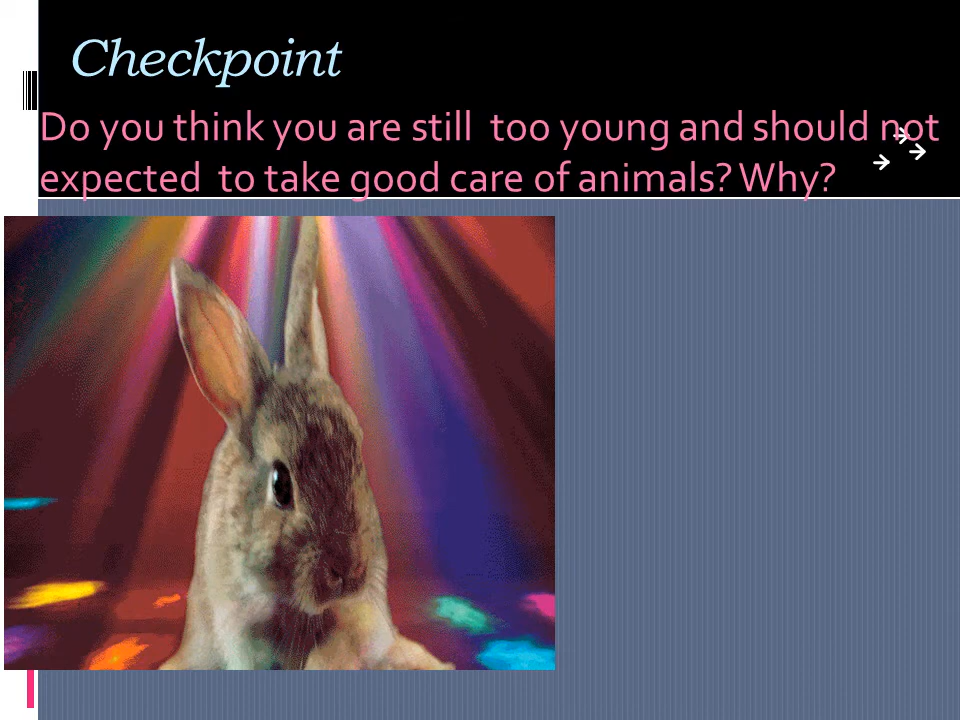 Checkpoint
Do you think you are still  too young and should not
expected  to take good care of animals? Why?